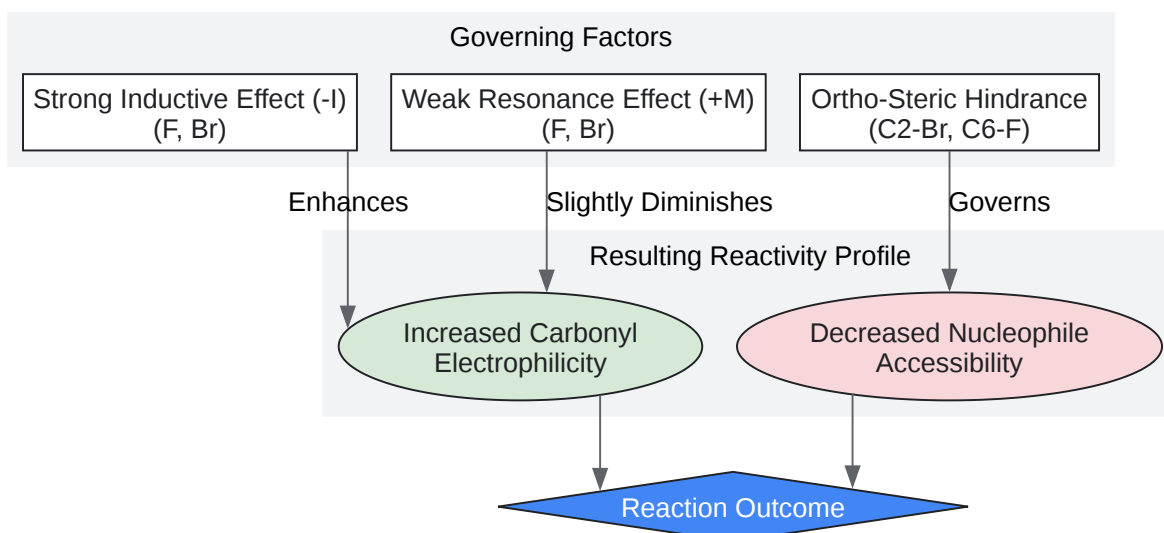 Governing Factors
Strong Inductive Effect (-I)
(F, Br)
Weak Resonance Effect (+M)
(F, Br)
Ortho-Steric Hindrance
(C2-Br, C6-F)
Enhances
Slightly Diminishes
Governs
Resulting Reactivity Profile
Increased Carbonyl
Electrophilicity
Decreased Nucleophile
Accessibility
Reaction Outcome